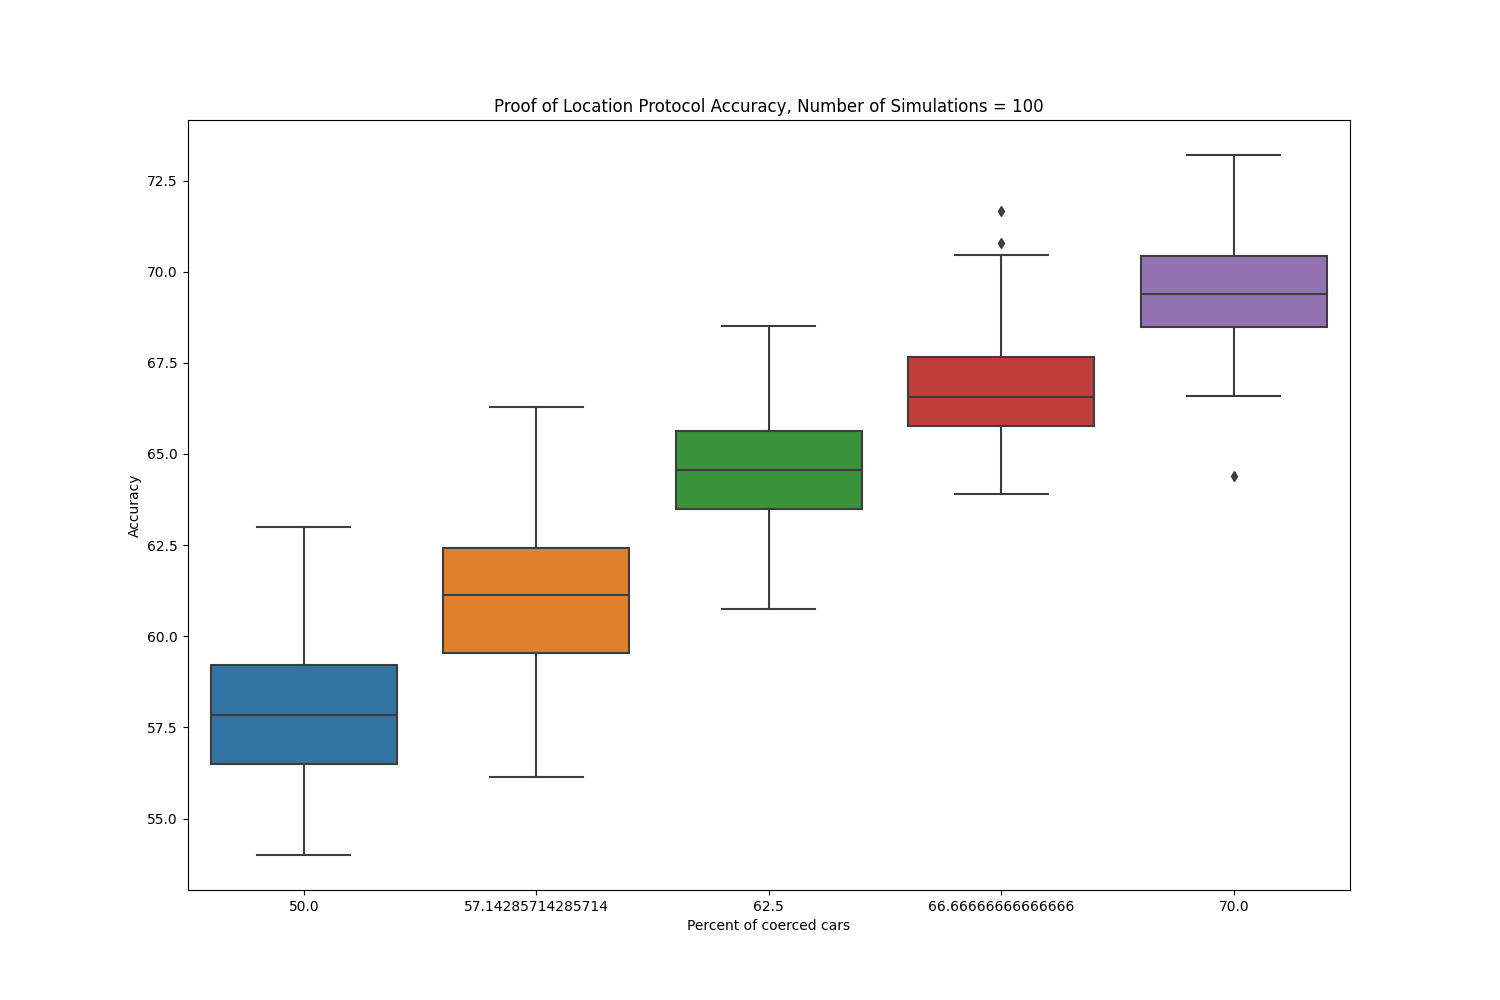 Proof of Location Protocol Accuracy, Number of Simulations = 100
72.5
70.0
67.5
65.0
62.5
60.0
57.5
55.0
Accuracy
50.0 57.14285714285714 62.5 66.66666666666666 70.0
Percent of coerced cars